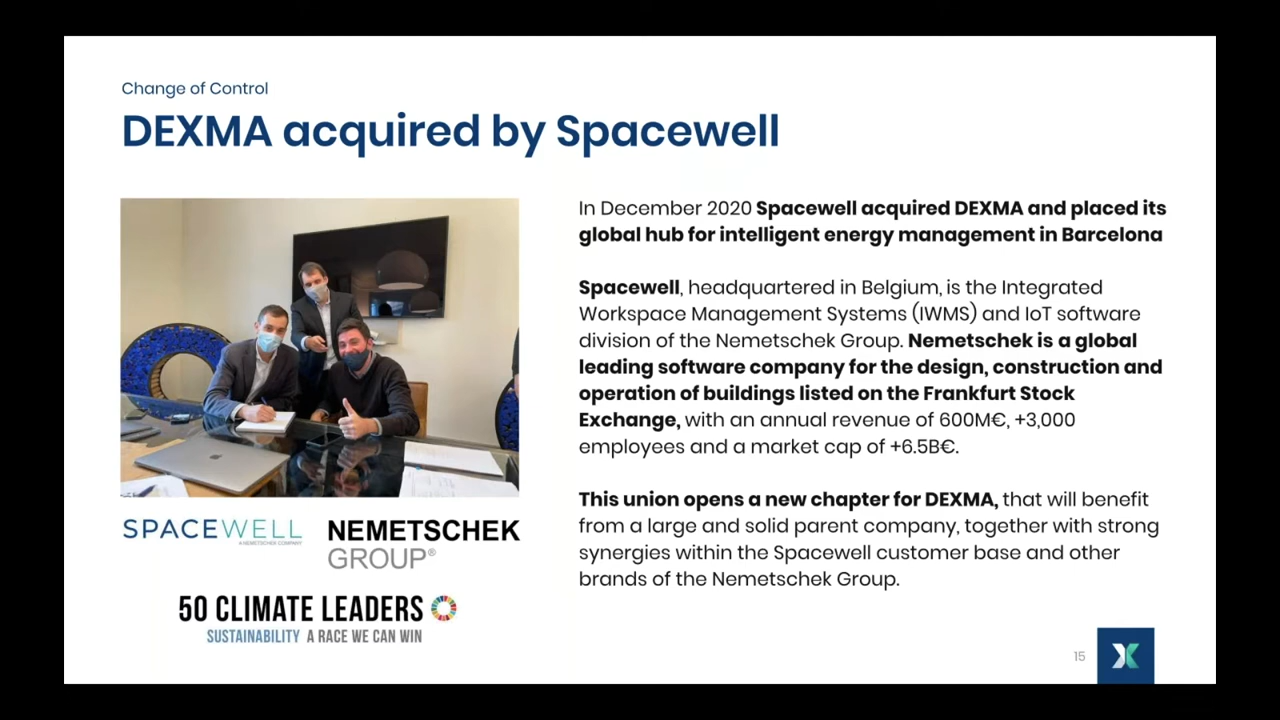 Change of Control
DEXMA acquired by Spacewell
In December 2020 Spacewell acquired DEXMA and placed its
global hub for intelligent energy management in Barcelona
Spacewell, headquartered in Belgium, is the Integrated
Workspace Management Systems (IWMS) and IoT software
division of the Nemetschek Group. Nemetschek is a global
leading software company for the design, construction and
operation of buildings listed on the Frankfurt Stock
Exchange, with an annual revenue of 600M€, +3,000
employees and a market cap of +6.5B€.
This union opens a new chapter for DEXMA, that will benefit
from a large and solid parent company, together with strong
synergies within the Spacewell customer base and other
brands of the Nemetschek Group.
SPACEWELL
A NEMETSCHEK COMPANY
NEMETSCHEK
GROUP®
50 CLIMATE LEADERS
SUSTAINABILITY A RACE WE CAN WIN
15